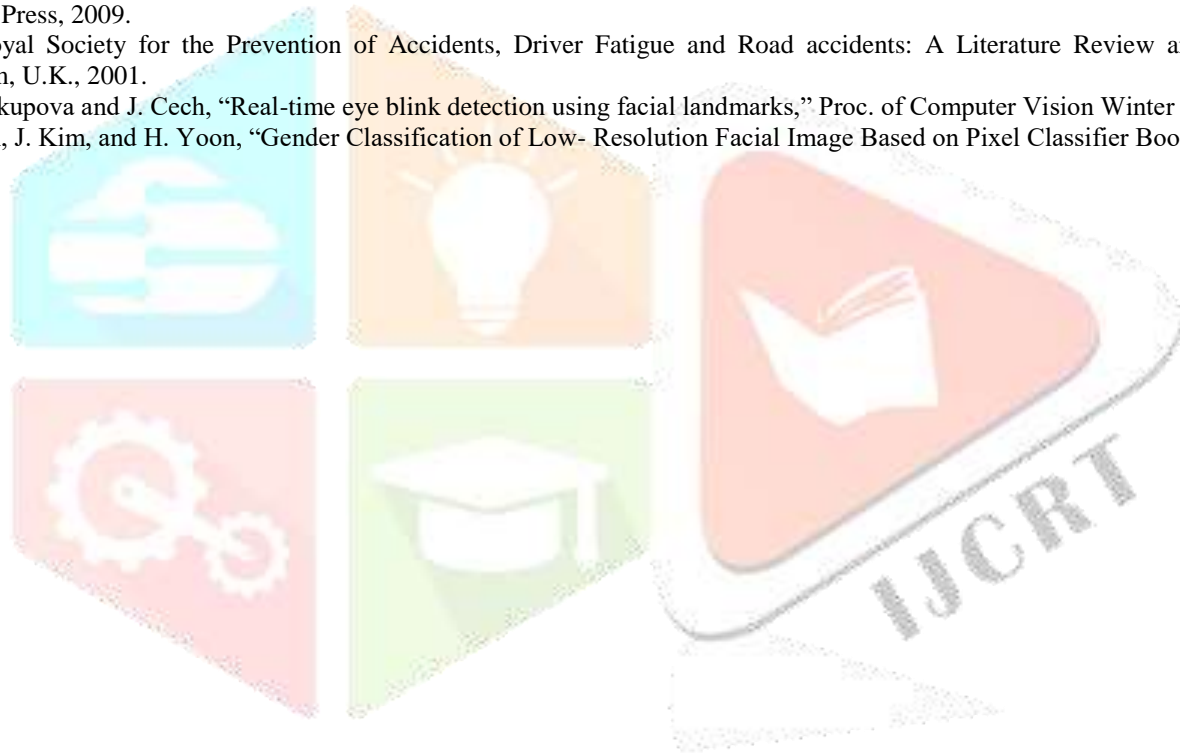 Press, 2009.
oyal Society for the Prevention of Accidents, Driver Fatigue and Road accidents: A Literature Review a
n, U.K., 2001.
kupova and J. Cech, “Real-time eye blink detection using facial landmarks,” Proc. of Computer Vision Winter
, J. Kim, and H. Yoon, “Gender Classification of Low- Resolution Facial Image Based on Pixel Classifier Boo
IJCRT